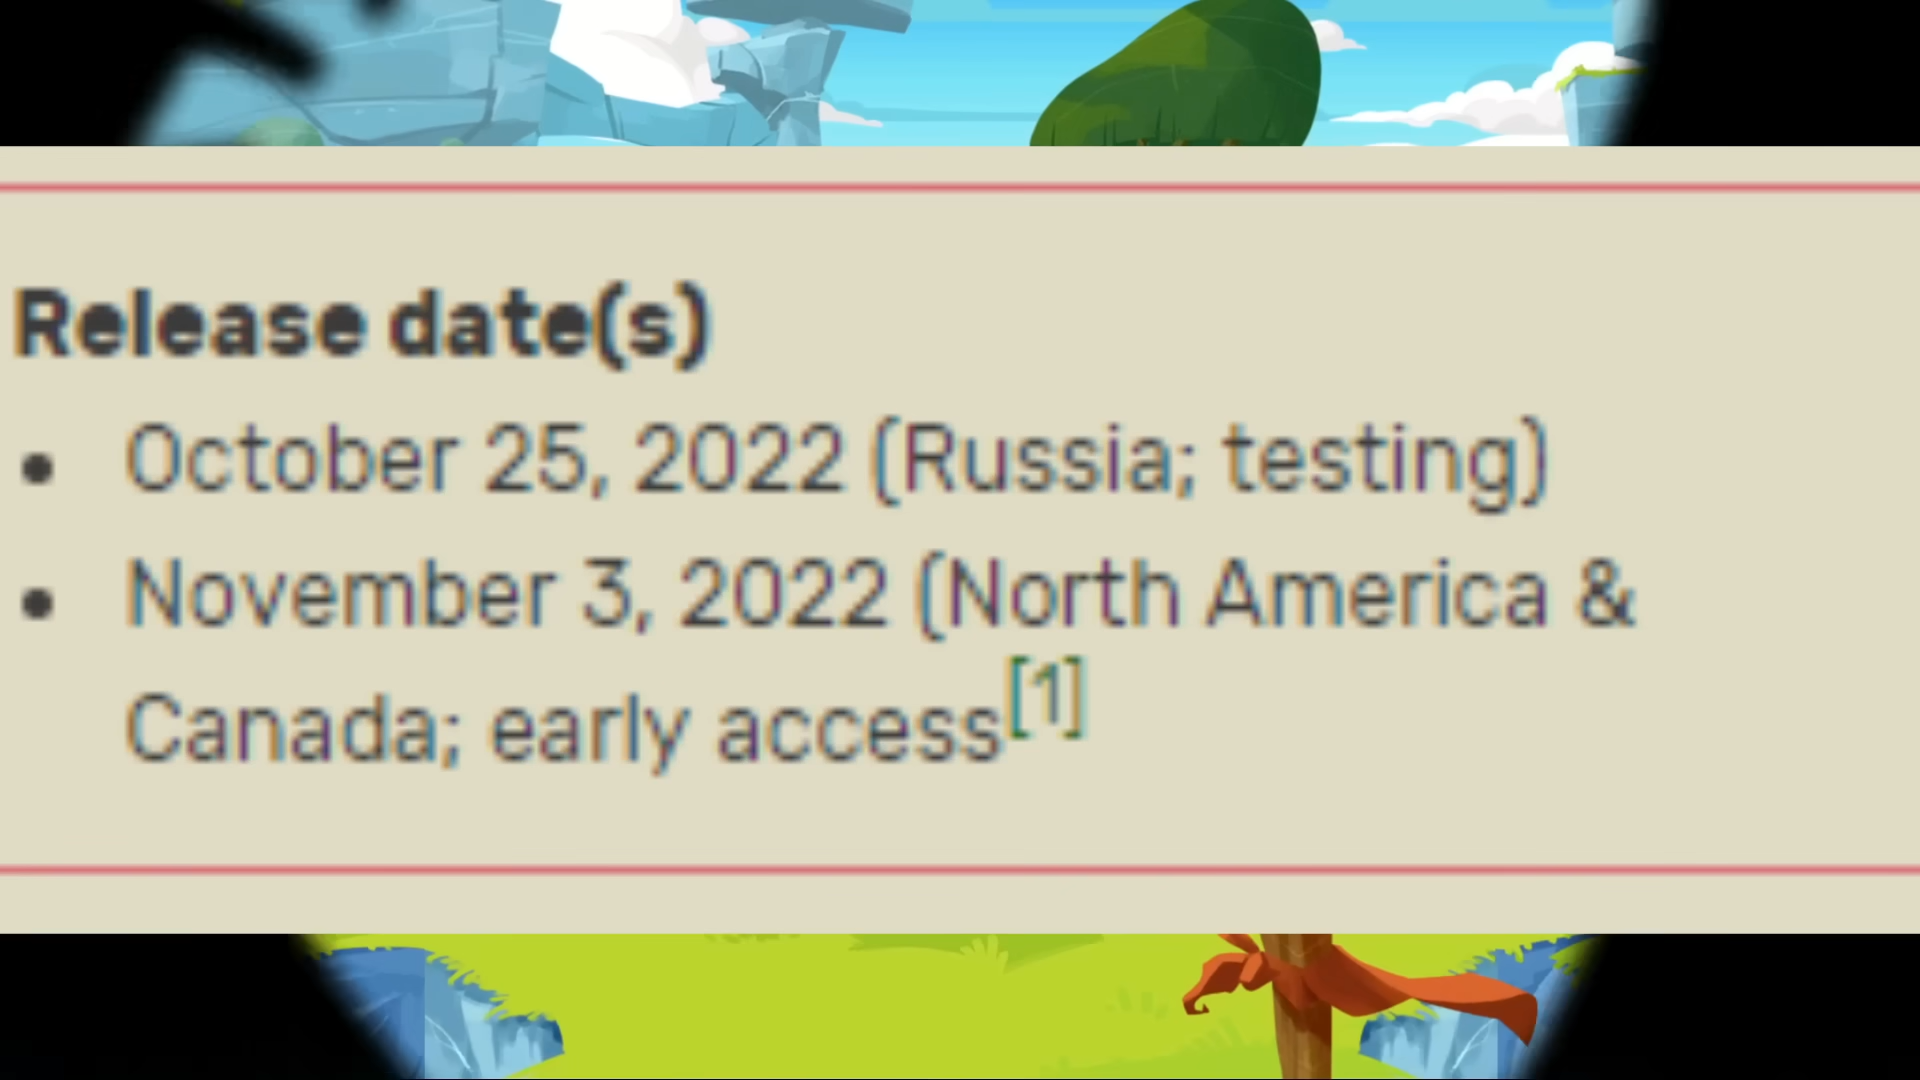 Release date(s)
• October 25, 2022 (Russia; testing)
• November 3, 2022 (North America &
Canada; early access[1]